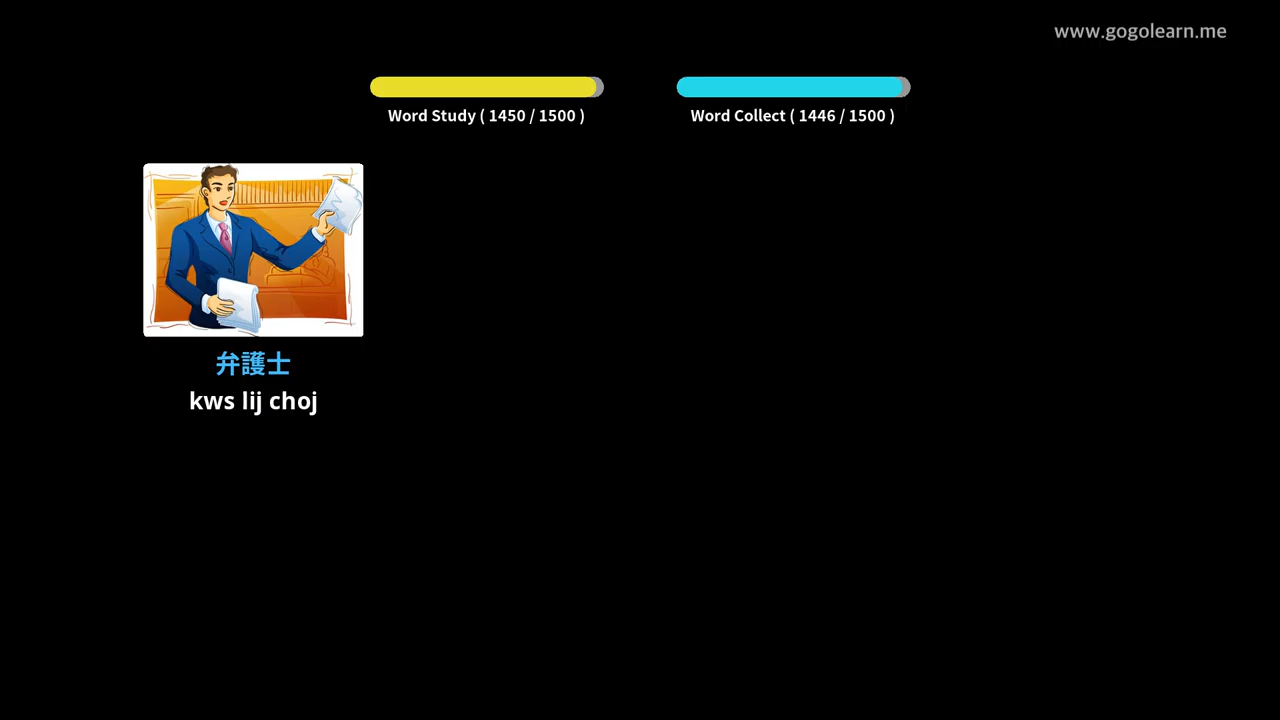 www.gogolearn.me
Word Study ( 1450 / 1500 )
Word Collect ( 1446 / 1500 )
弁護士
kws lij choj